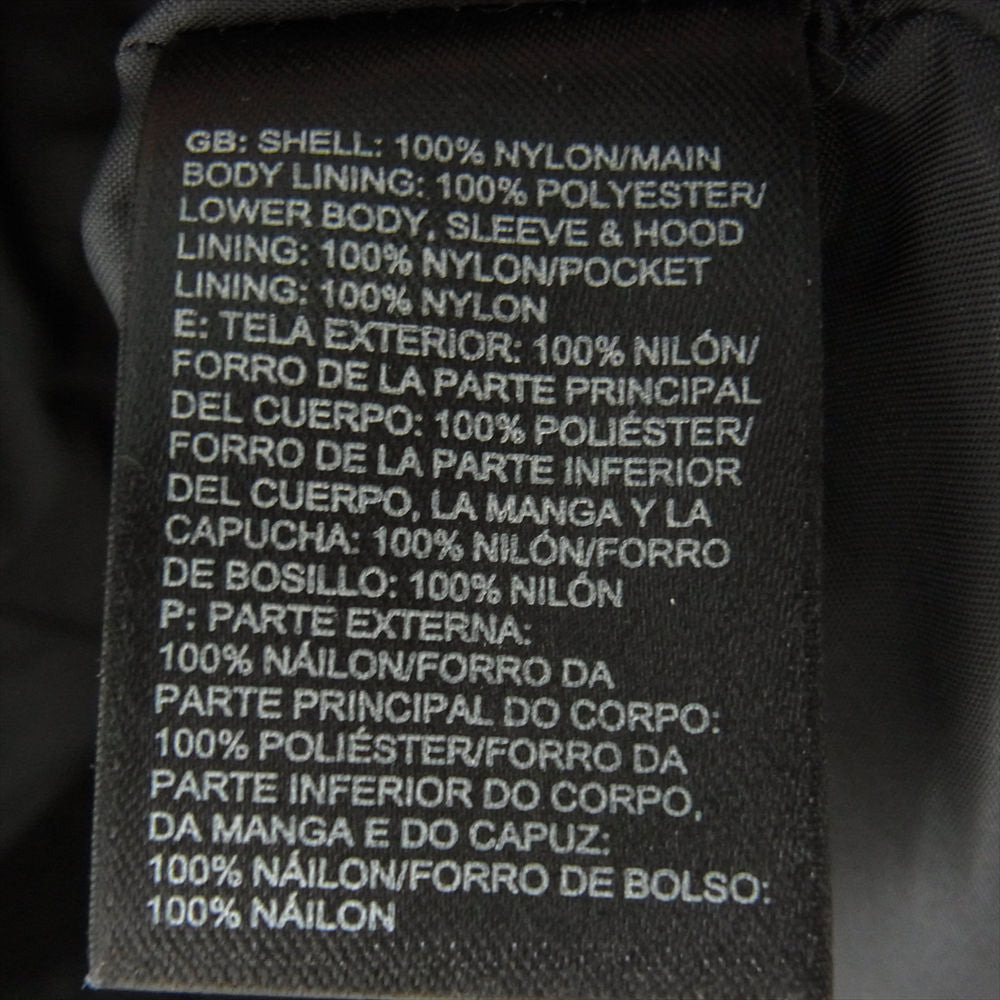 GB: SHELL: 100% NYLON/MAIN
BODY LINING: 100% POLYESTER/
LOWER BODY, SLEEVE & HOOD
LINING: 100% NYLON/POCKET
LINING: 100% NYLON
E: TELA EXTERIOR: 100% NILÓN/
FORRO DE LA PARTE PRINCIPAL
DEL CUERPO: 100% POLIÉSTER/
FORRO DE LA PARTE INFERIOR
DEL CUERPO, LA MANGA Y LA
CAPUCHA: 100% NILÓN/FORRO
DE BOSILLO: 100% NILÓN
P: PARTE EXTERNA:
100% NÁILON/FORRO DA
PARTE PRINCIPAL DO CORPO:
100% POLIÉSTER/FORRO DA
PARTE INFERIOR DO CORPO,
DA MANGA E DO CAPUZ:
100% NÁILON/FORRO DE BOLSO:
100% NÁILON